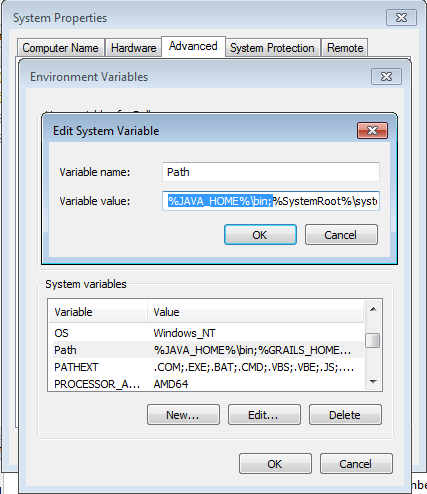 System Properties
Computer Name Hardware Advanced System Protection Remote
Environment Variables
Edit System Variable
Variable name: Path
Variable value: %JAVA_HOME%\bin;%SystemRoot%\syst
OK Cancel
System variables
Variable Value
OS Windows_NT
Path %JAVA_HOME%\bin;%GRAILS_HOME...
PATHEXT .COM;.EXE;.BAT;.CMD;.VBS;.VBE;.JS;....
PROCESSOR_A... AMD64
New... Edit... Delete
OK Cancel